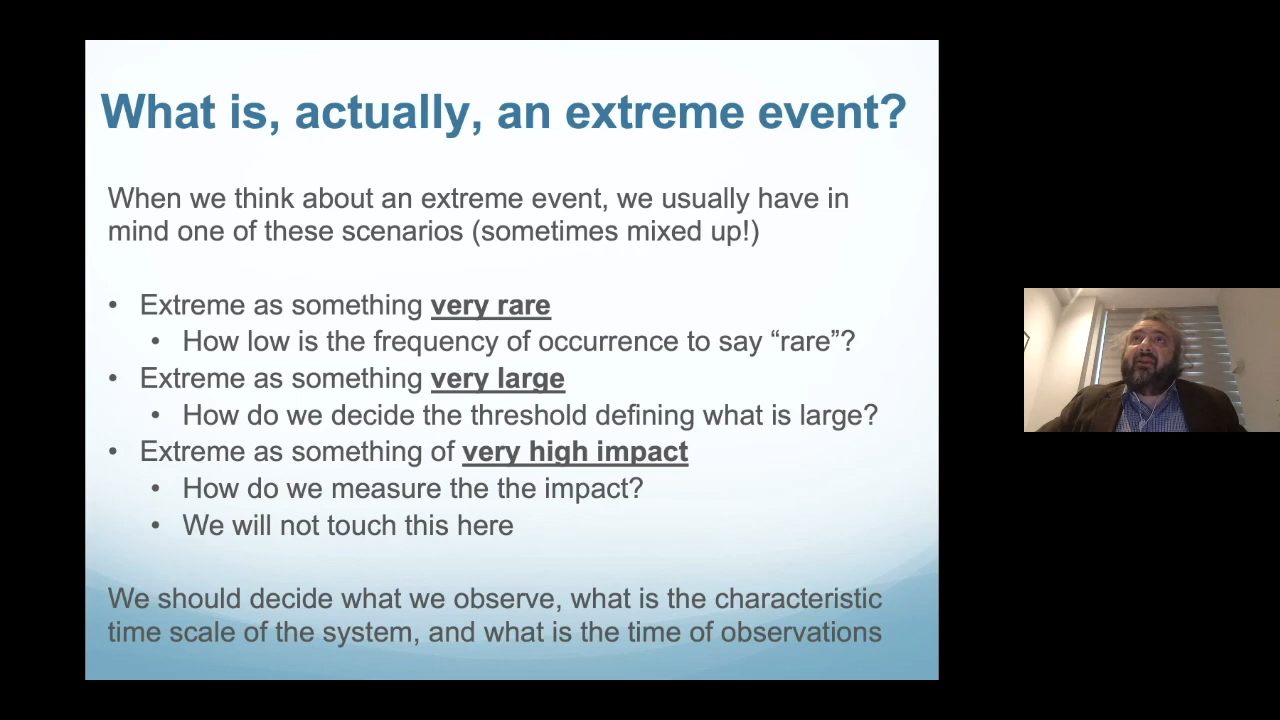 What is, actually, an extreme event?
When we think about an extreme event, we usually have in
mind one of these scenarios (sometimes mixed up!)
• Extreme as something very rare
• How low is the frequency of occurrence to say “rare”?
• Extreme as something very large
• How do we decide the threshold defining what is large?
• Extreme as something of very high impact
• How do we measure the the impact?
• We will not touch this here
We should decide what we observe, what is the characteristic
time scale of the system, and what is the time of observations